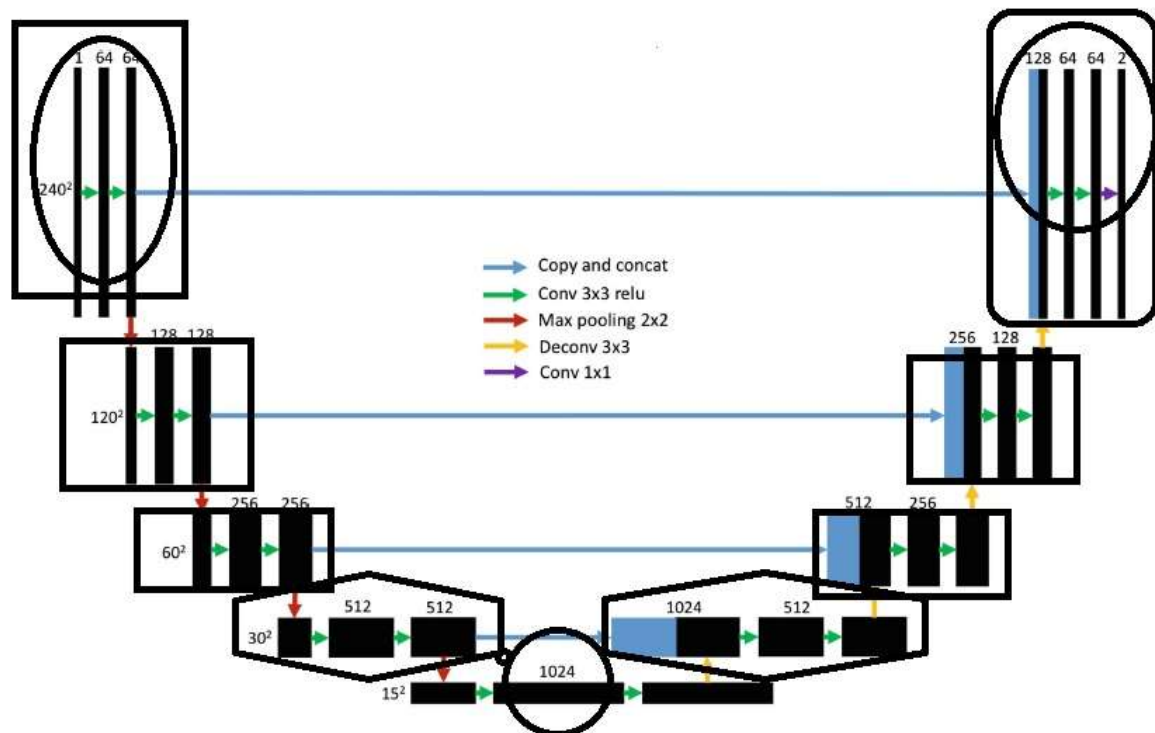 1 64 64
128 64 64 2
240²
Copy and concat
Conv 3x3 relu
Max pooling 2x2
Deconv 3x3
Conv 1x1
128 128
256 128
120²
256 256
512 256
60²
512 512
1024 512
30²
1024
15²